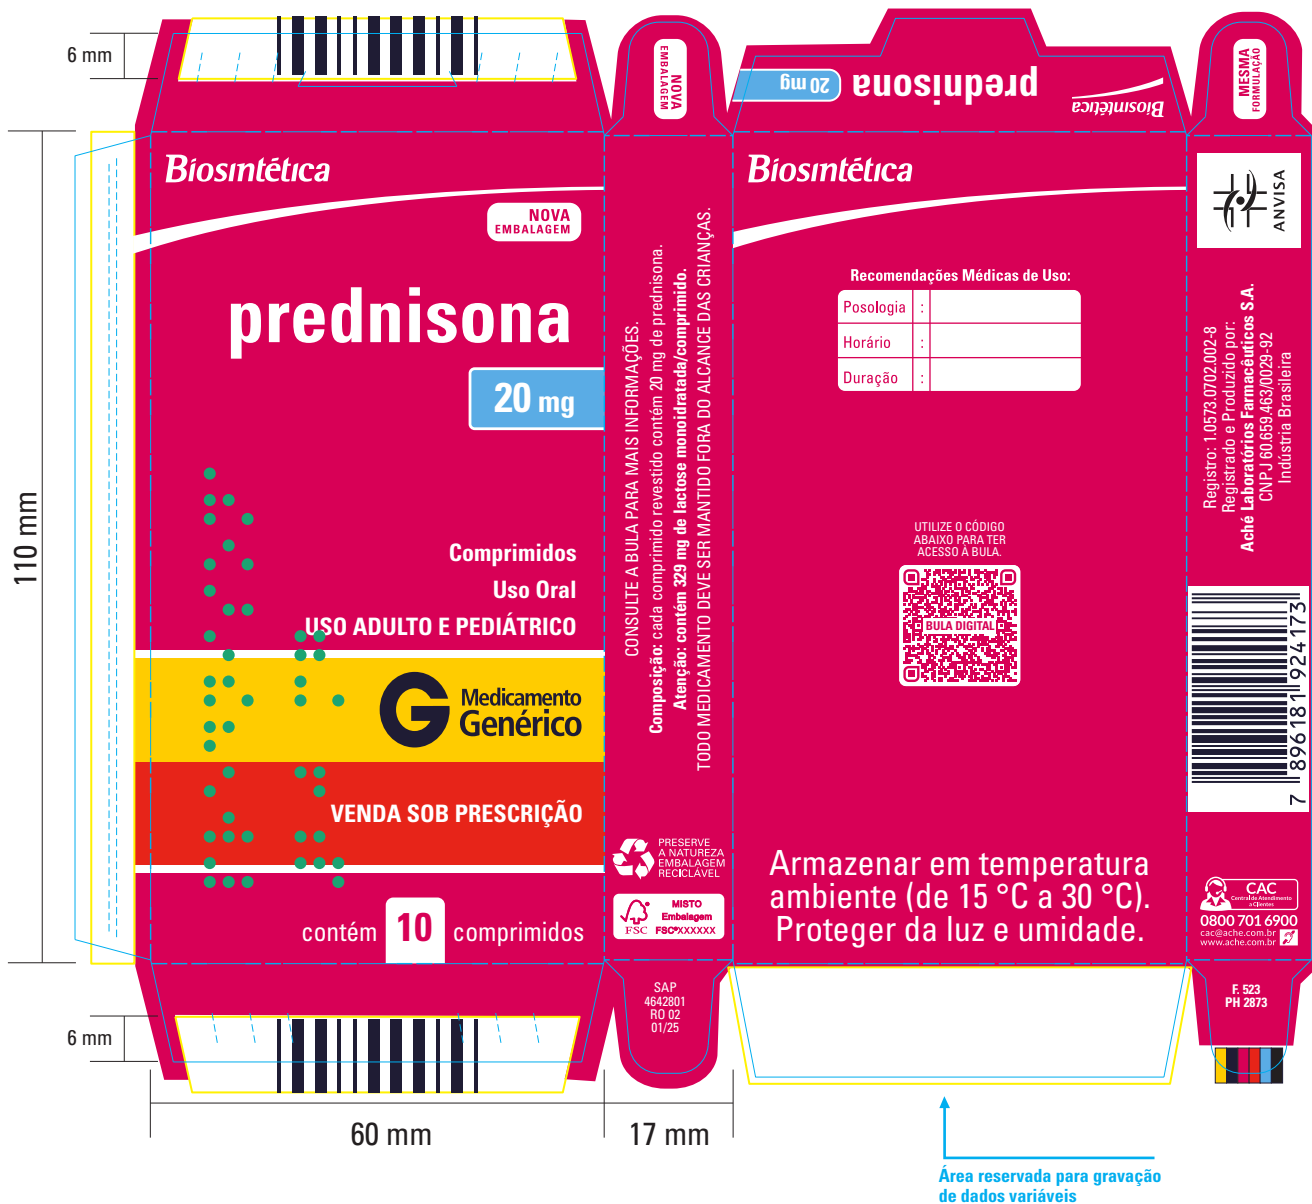 6 mm
110 mm
Biosintética
NOVA
EMBALAGEM
prednisona
20 mg
Comprimidos
Uso Oral
USO ADULTO E PEDIÁTRICO
G Medicamento
Genérico
VENDA SOB PRESCRIÇÃO
contém 10 comprimidos
6 mm
60 mm
17 mm
NOVA
EMBALAGEM
CONSULTE A BULA PARA MAIS INFORMAÇÕES.
Composição: cada comprimido revestido contém 20 mg de prednisona.
Atenção: contém 329 mg de lactose monoidratada/comprimido.
TODO MEDICAMENTO DEVE SER MANTIDO FORA DO ALCANCE DAS CRIANÇAS.
PRESERVE
A NATUREZA
EMBALAGEM
RECICLÁVEL
FSC
MISTO
Embalagem
FSC®XXXXXX
SAP
4642801
RO 02
01/25
prednisona 20 mg
Biosintética
Biosintética
Recomendações Médicas de Uso:
Posologia :
Horário :
Duração :
UTILIZE O CÓDIGO
ABAIXO PARA TER
ACESSO À BULA.
BULA DIGITAL
Armazenar em temperatura
ambiente (de 15 °C a 30 °C).
Proteger da luz e umidade.
Área reservada para gravação
de dados variáveis
MESMA
FORMULAÇÃO
ANVISA
Registro: 1.0573.0702.002-8
Registrado e Produzido por:
Aché Laboratórios Farmacêuticos S.A.
CNPJ 60.659.463/0029-92
Indústria Brasileira
7 896181 924173
CAC
Central de Atendimento
a Clientes
0800 701 6900
cac@ache.com.br
www.ache.com.br
F. 523
PH 2873